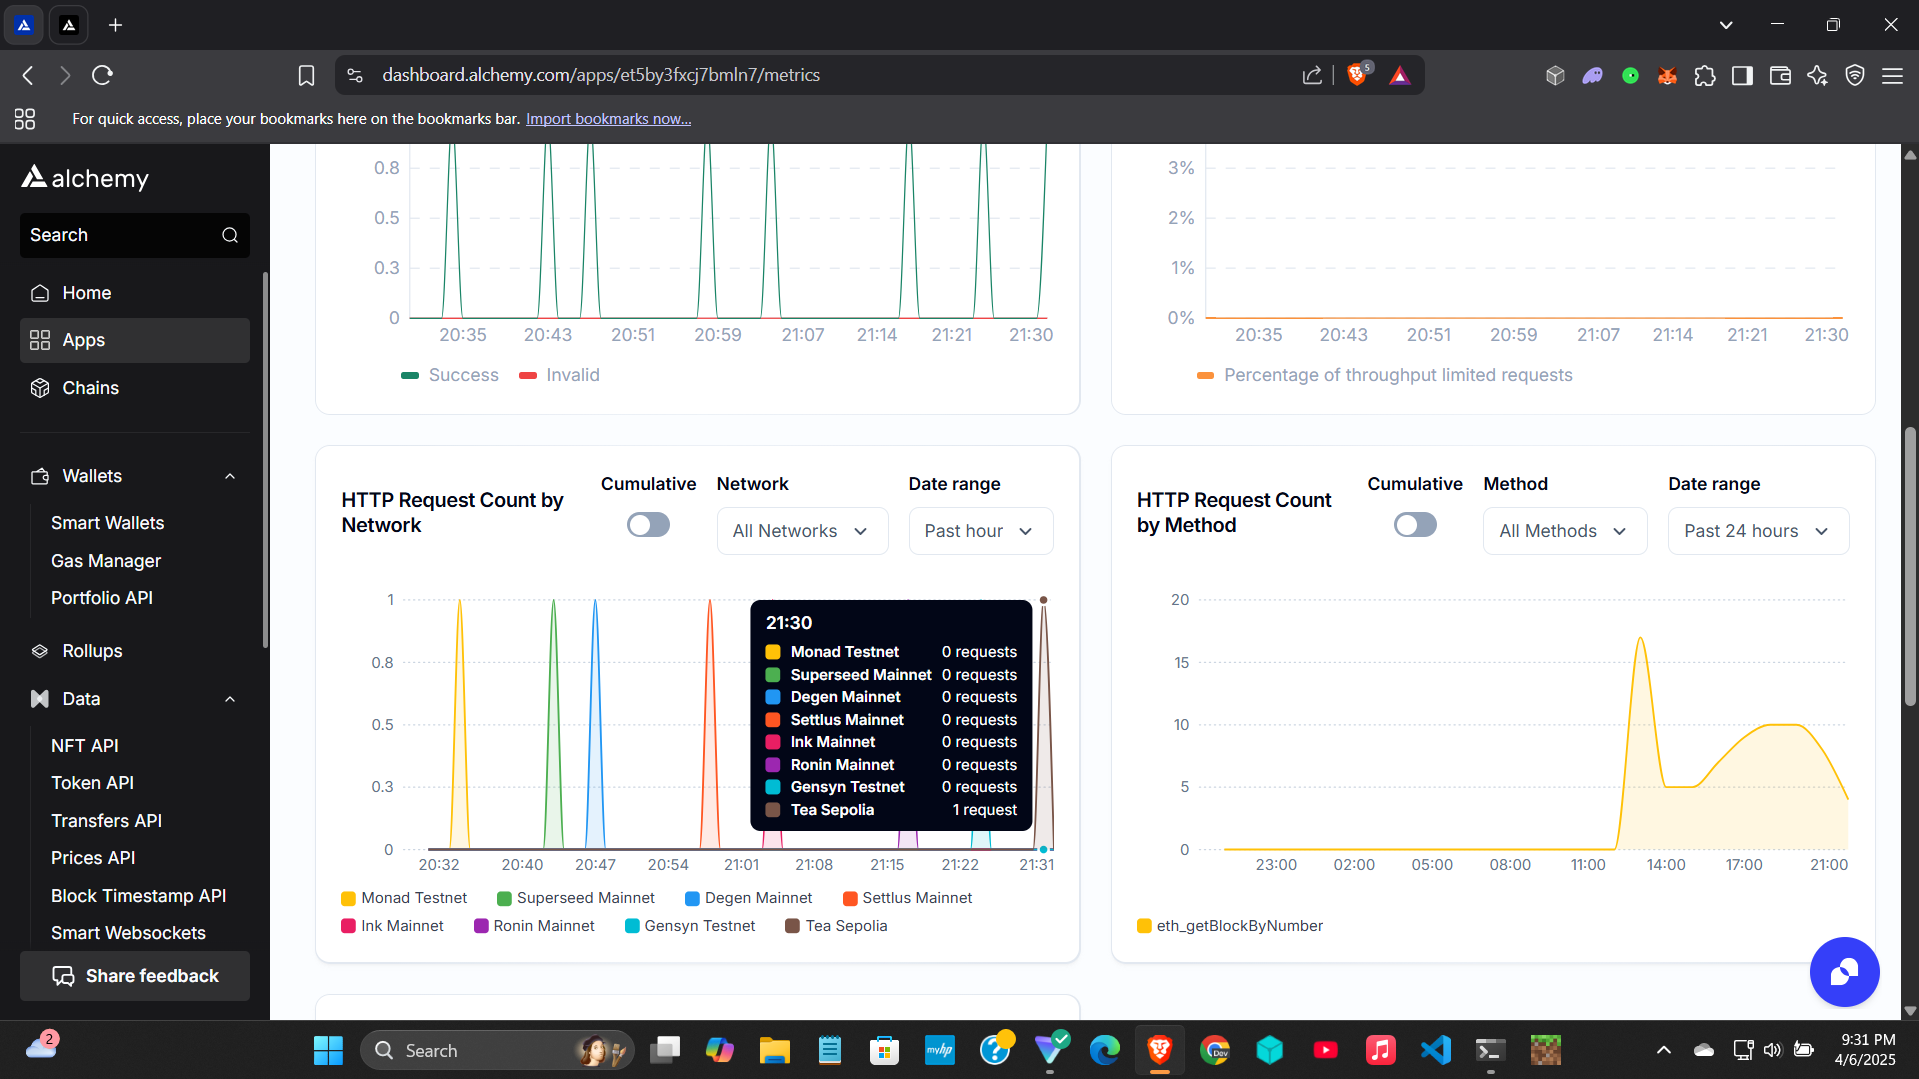 dashboard.alchemy.com/apps/et5by3fxcj7bmln7/metrics
5
For quick access, place your bookmarks here on the bookmarks bar. Import bookmarks now...
alchemy
Search
Home
Apps
Chains
Wallets
Smart Wallets
Gas Manager
Portfolio API
Rollups
Data
NFT API
Token API
Transfers API
Prices API
Block Timestamp API
Smart Websockets
Share feedback
0.8
0.5
0.3
0
20:35 20:43 20:51 20:59 21:07 21:14 21:21 21:30
Success Invalid
3%
2%
1%
0%
20:35 20:43 20:51 20:59 21:07 21:14 21:21 21:30
Percentage of throughput limited requests
HTTP Request Count by
Network
Cumulative
Network
All Networks
Date range
Past hour
1
0.8
0.5
0.3
0
21:30
Monad Testnet 0 requests
Superseed Mainnet 0 requests
Degen Mainnet 0 requests
Settlus Mainnet 0 requests
Ink Mainnet 0 requests
Ronin Mainnet 0 requests
Gensyn Testnet 0 requests
Tea Sepolia 1 request
20:32 20:40 20:47 20:54 21:01 21:08 21:15 21:22 21:31
Monad Testnet Superseed Mainnet Degen Mainnet Settlus Mainnet
Ink Mainnet Ronin Mainnet Gensyn Testnet Tea Sepolia
HTTP Request Count
by Method
Cumulative
Method
All Methods
Date range
Past 24 hours
20
15
10
5
0
23:00 02:00 05:00 08:00 11:00 14:00 17:00 21:00
eth_getBlockByNumber
2
Search
myhp
Dev
9:31 PM
4/6/2025